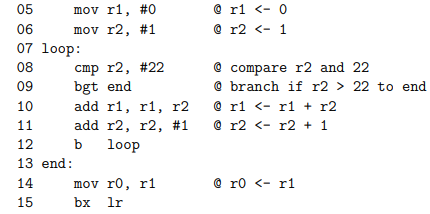 05     mov r1, #0       @ r1 <- 0
06     mov r2, #1       @ r2 <- 1
07 loop:
08     cmp r2, #22      @ compare r2 and 22
09     bgt end          @ branch if r2 > 22 to end
10     add r1, r1, r2   @ r1 <- r1 + r2
11     add r2, r2, #1   @ r2 <- r2 + 1
12     b   loop
13 end:
14     mov r0, r1       @ r0 <- r1
15     bx  lr